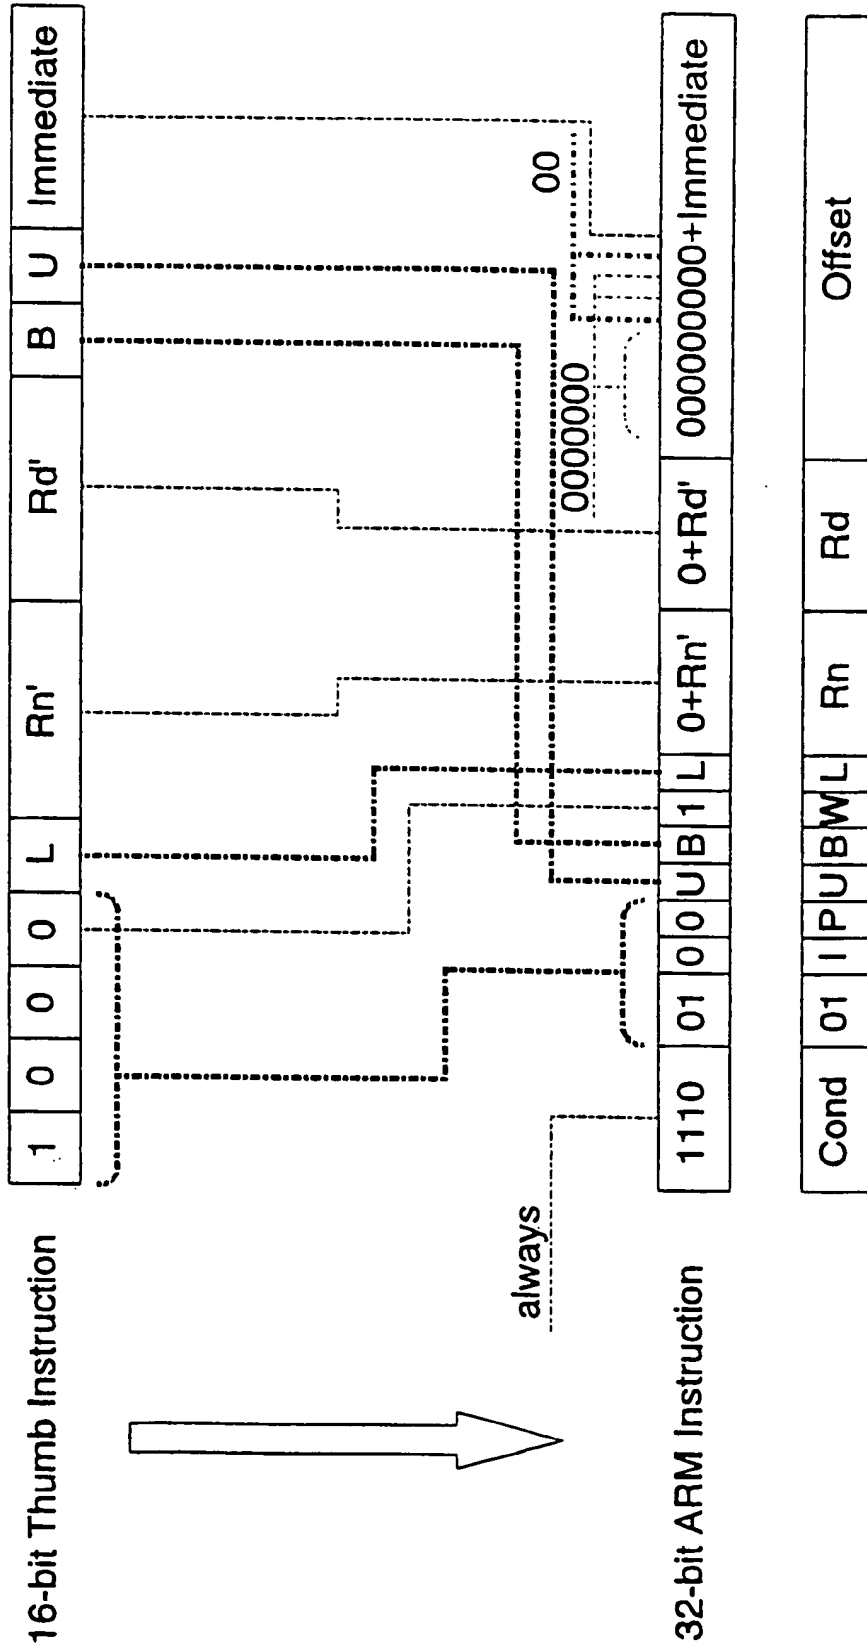 16-bit Thumb Instruction
1 0 0 0 L Rn' Rd' B U Immediate
always
0000000
00
32-bit ARM Instruction
1110 01 0 0 U B 1 L 0+Rn' 0+Rd' 000000000+Immediate
Cond 01 I P U B W L Rn Rd Offset